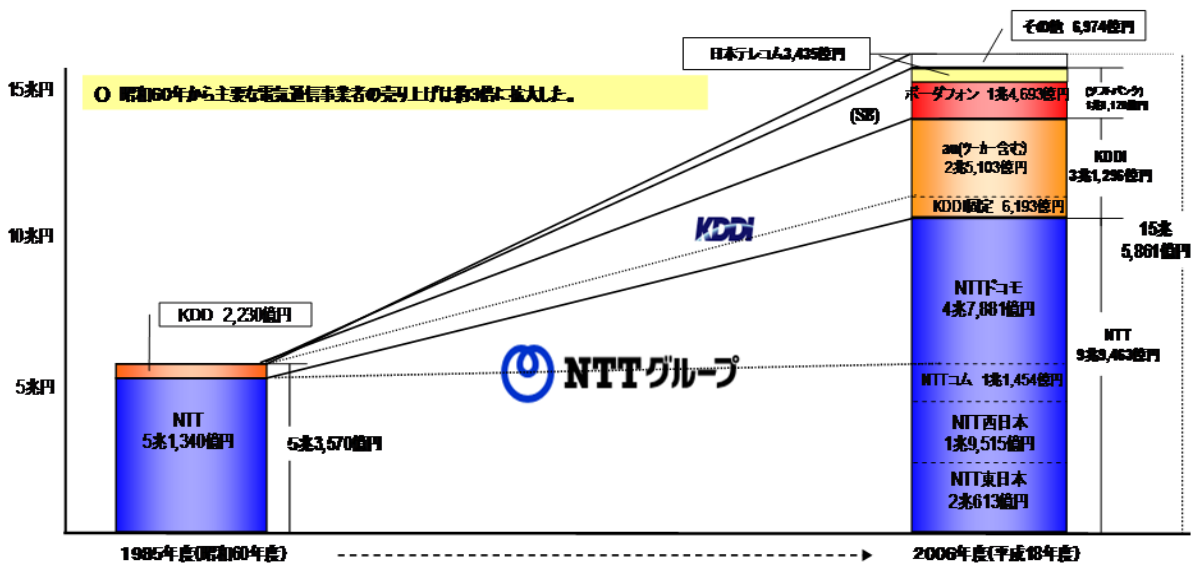 その他 6,974億円
日本テレコム3,435億円
15兆円
○ 昭和60年から主要な電気通信事業者の売り上げは約3倍に拡大した。
ボーダフォン 1兆4,693億円
(ソフトバンク)
1兆8,128億円
(SB)
au(ツーカー含む)
2兆5,103億円
KDDI
3兆1,296億円
KDDI固定 6,193億円
10兆円
KDDI
15兆
5,861億円
NTTドコモ
4兆7,881億円
KDD 2,230億円
NTT
9兆9,463億円
NTTグループ
5兆円
NTTコム 1兆1,454億円
NTT
5兆1,340億円
5兆3,570億円
NTT西日本
1兆9,515億円
NTT東日本
2兆613億円
1985年度(昭和60年度)
2006年度(平成18年度)